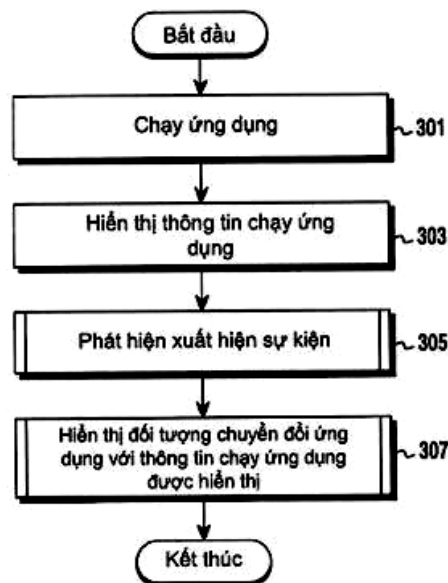 Bắt đầu
Chạy ứng dụng
301
Hiển thị thông tin chạy ứng
dụng
303
Phát hiện xuất hiện sự kiện
305
Hiển thị đối tượng chuyển đổi ứng
dụng với thông tin chạy ứng dụng
được hiển thị
307
Kết thúc